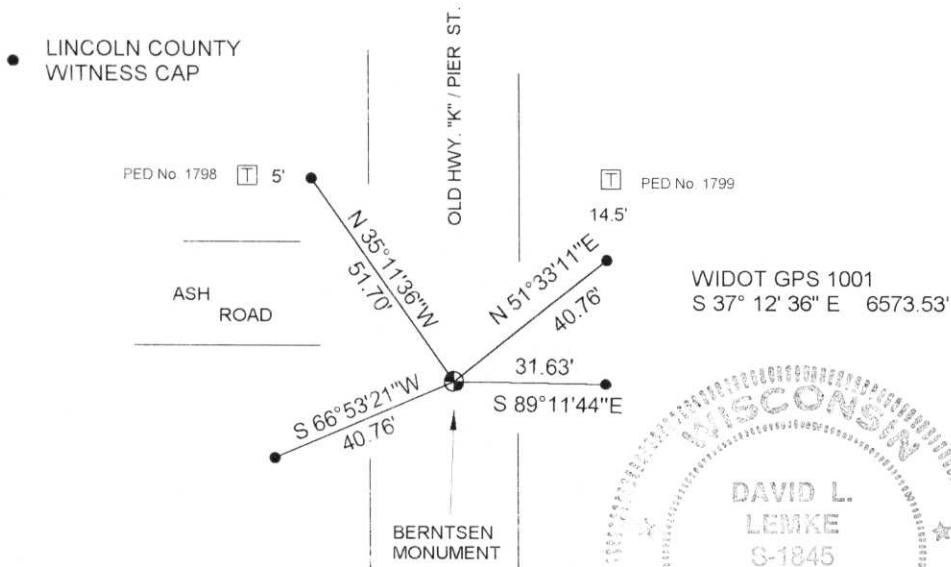 LINCOLN COUNTY
WITNESS CAP
OLD HWY. "K" / PIER ST.
PED No. 1798
T
5'
T
PED No. 1799
14.5'
N 35°11'36"W
51.70'
N 51°33'11"E
40.76'
ASH
ROAD
WIDOT GPS 1001
S 37° 12' 36" E 6573.53'
31.63'
S 89°11'44"E
S 66°53'21"W
40.76'
BERNTSEN
MONUMENT
WISCONSIN
DAVID L.
LEMKE
S-1845